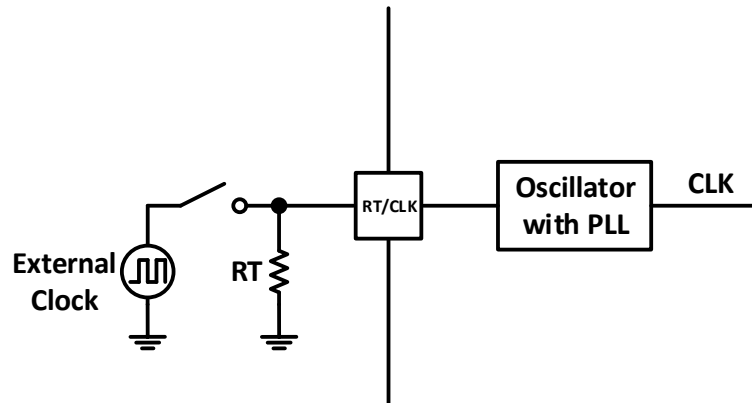 External
Clock
RT
RT/CLK
Oscillator
with PLL
CLK